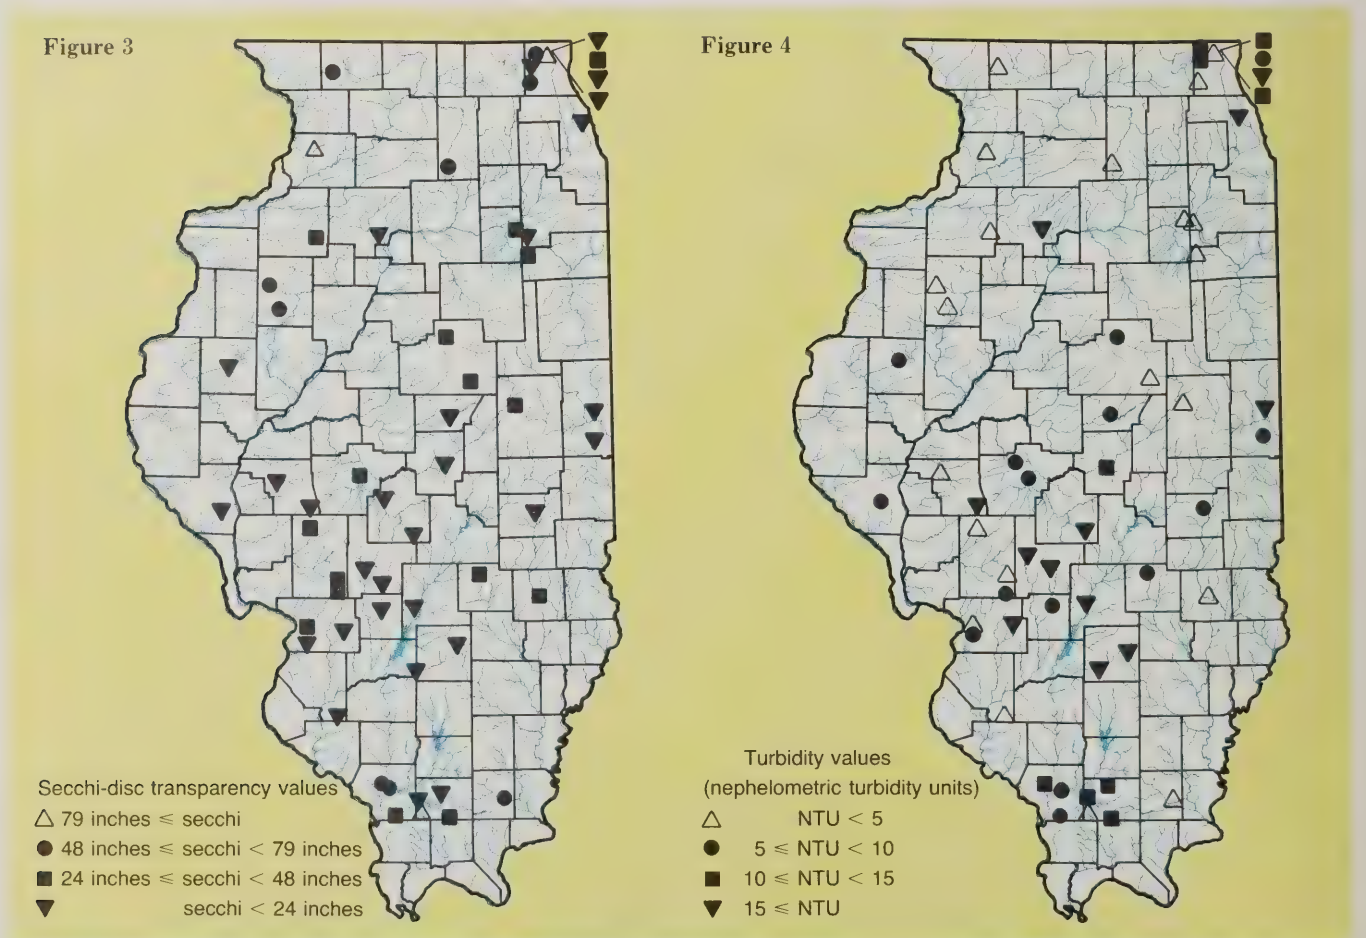 Figure 3
Secchi-disc transparency values
79 inches ≤ secchi
48 inches ≤ secchi < 79 inches
24 inches ≤ secchi < 48 inches
secchi < 24 inches
Figure 4
Turbidity values
(nephelometric turbidity units)
NTU < 5
5 ≤ NTU < 10
10 ≤ NTU < 15
15 ≤ NTU